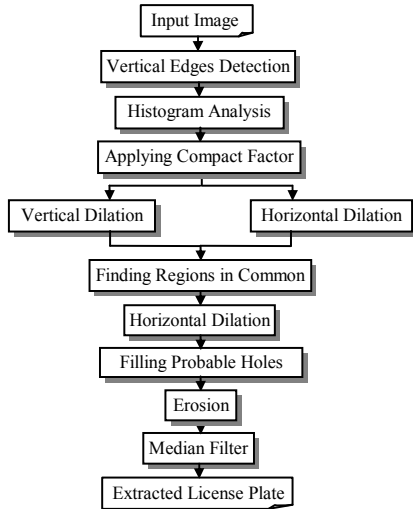 Input Image
Vertical Edges Detection
Histogram Analysis
Applying Compact Factor
Vertical Dilation
Horizontal Dilation
Finding Regions in Common
Horizontal Dilation
Filling Probable Holes
Erosion
Median Filter
Extracted License Plate